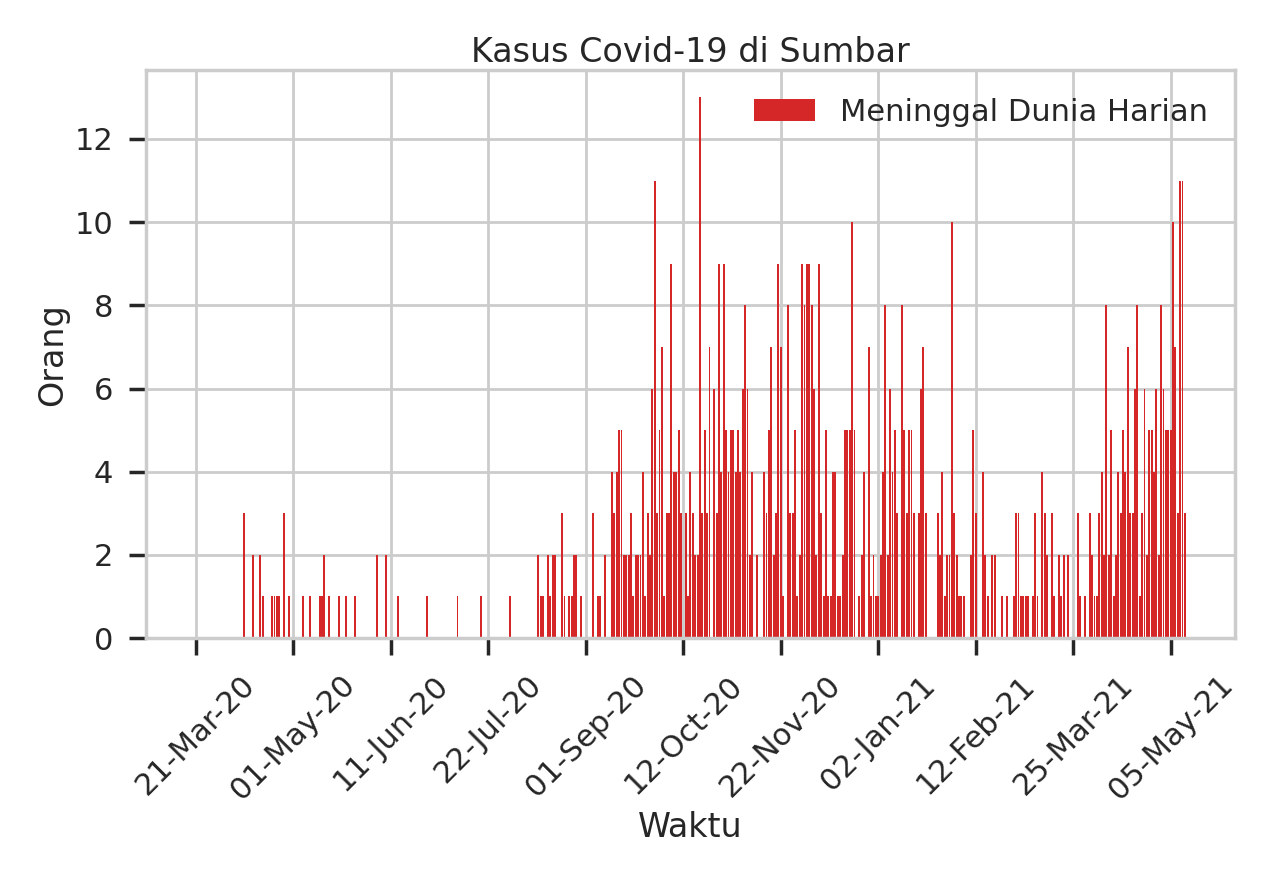 Kasus Covid-19 di Sumbar
Meninggal Dunia Harian
12
10
8
6
4
2
0
Orang
21-Mar-20
01-May-20
11-Jun-20
22-Jul-20
01-Sep-20
12-Oct-20
22-Nov-20
02-Jan-21
12-Feb-21
25-Mar-21
05-May-21
Waktu